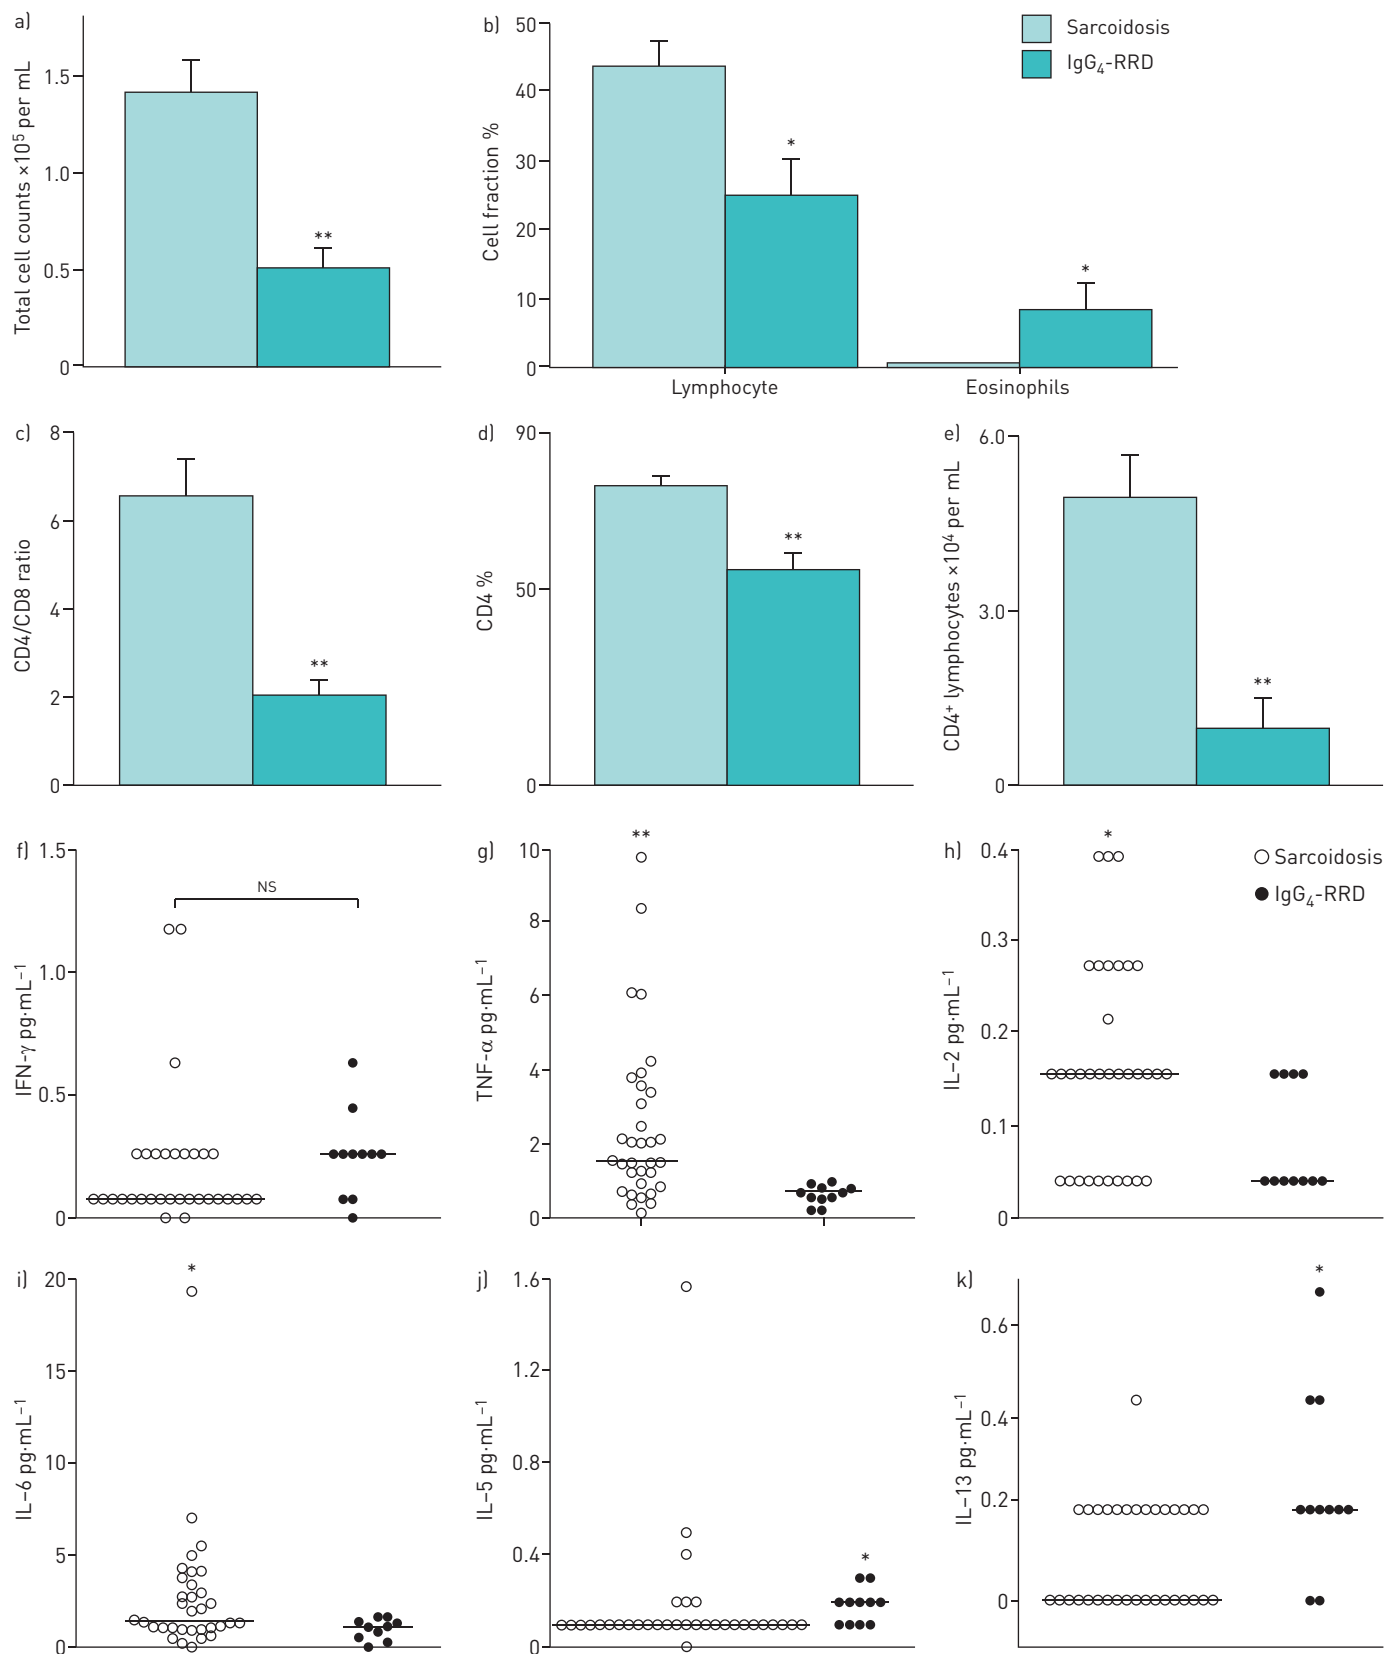 a)
Total cell counts ×10⁵ per mL
1.5
1.0
0.5
0
**
b)
Cell fraction %
50
40
30
20
10
0
*
*
Lymphocyte
Eosinophils
Sarcoidosis
IgG₄-RRD
c)
CD4/CD8 ratio
8
6
4
2
0
**
d)
CD4 %
90
50
0
**
e)
CD4⁺ lymphocytes ×10⁴ per mL
6.0
3.0
0
**
f)
IFN-γ pg·mL⁻¹
1.5
1.0
0.5
0
NS
g)
TNF-α pg·mL⁻¹
10
8
6
4
2
0
**
h)
IL-2 pg·mL⁻¹
0.4
0.3
0.2
0.1
0
*
Sarcoidosis
IgG₄-RRD
i)
IL-6 pg·mL⁻¹
20
15
10
5
0
*
j)
IL-5 pg·mL⁻¹
1.6
1.2
0.8
0.4
0
*
k)
IL-13 pg·mL⁻¹
0.6
0.4
0.2
0
*